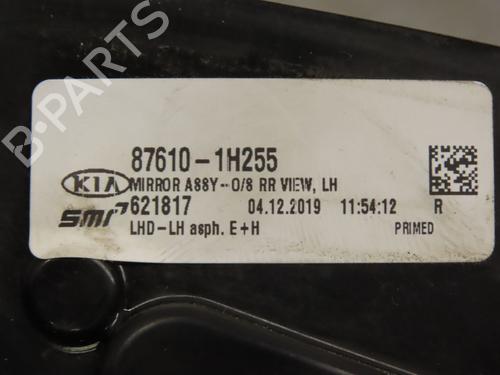 87610-1H255
KIA
MIRROR ASSY-O/S RR VIEW, LH
smr 621817 04.12.2019 11:54:12 R
LHD-LH asph. E+H PRIMED
B-PARTS